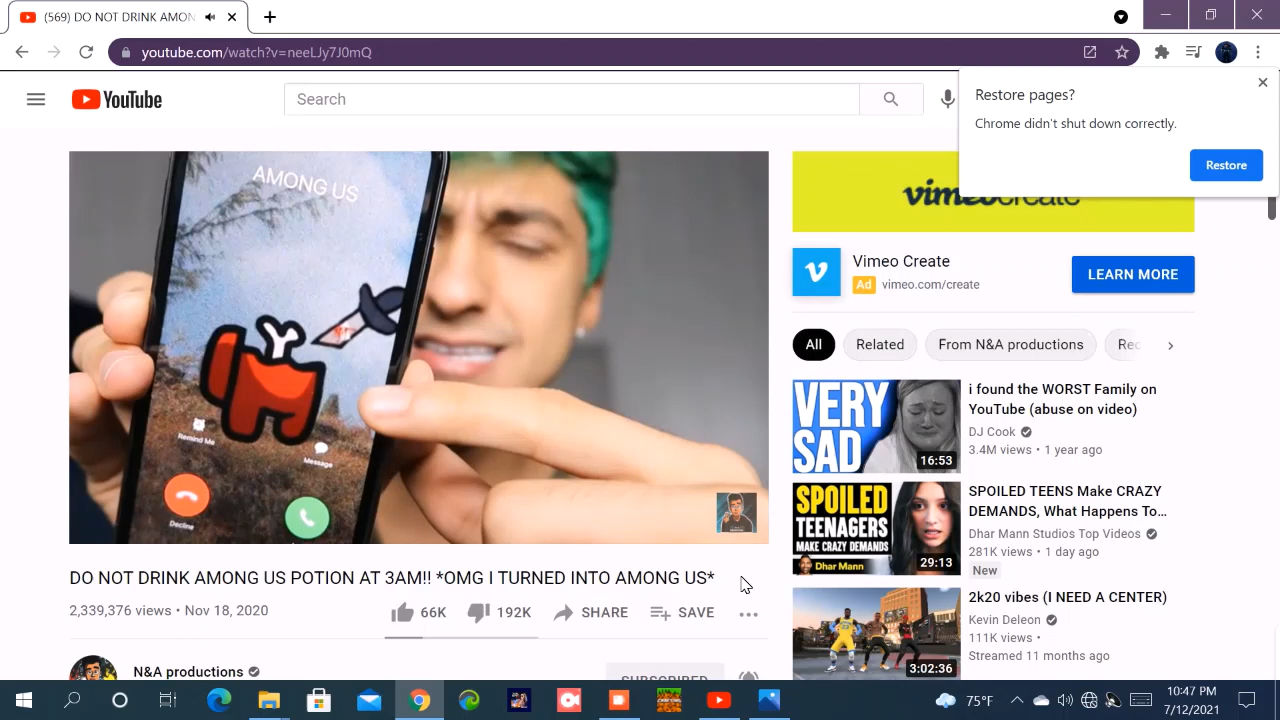 (569) DO NOT DRINK AMON
youtube.com/watch?v=neeLJy7J0mQ
YouTube
Search
Restore pages?
Chrome didn't shut down correctly.
Restore
AMONG US
Remind Me
Message
Decline
vimeo create
Vimeo Create
Ad vimeo.com/create
LEARN MORE
All
Related
From N&A productions
Rec
VERY
SAD
16:53
i found the WORST Family on
YouTube (abuse on video)
DJ Cook
3.4M views • 1 year ago
SPOILED
TEENAGERS
MAKE CRAZY DEMANDS
Dhar Mann
29:13
SPOILED TEENS Make CRAZY
DEMANDS, What Happens To...
Dhar Mann Studios Top Videos
281K views • 1 day ago
New
3:02:36
2k20 vibes (I NEED A CENTER)
Kevin Deleon
111K views •
Streamed 11 months ago
DO NOT DRINK AMONG US POTION AT 3AM!! *OMG I TURNED INTO AMONG US*
2,339,376 views • Nov 18, 2020
66K
192K
SHARE
SAVE
N&A productions
SUBSCRIBED
75°F
10:47 PM
7/12/2021